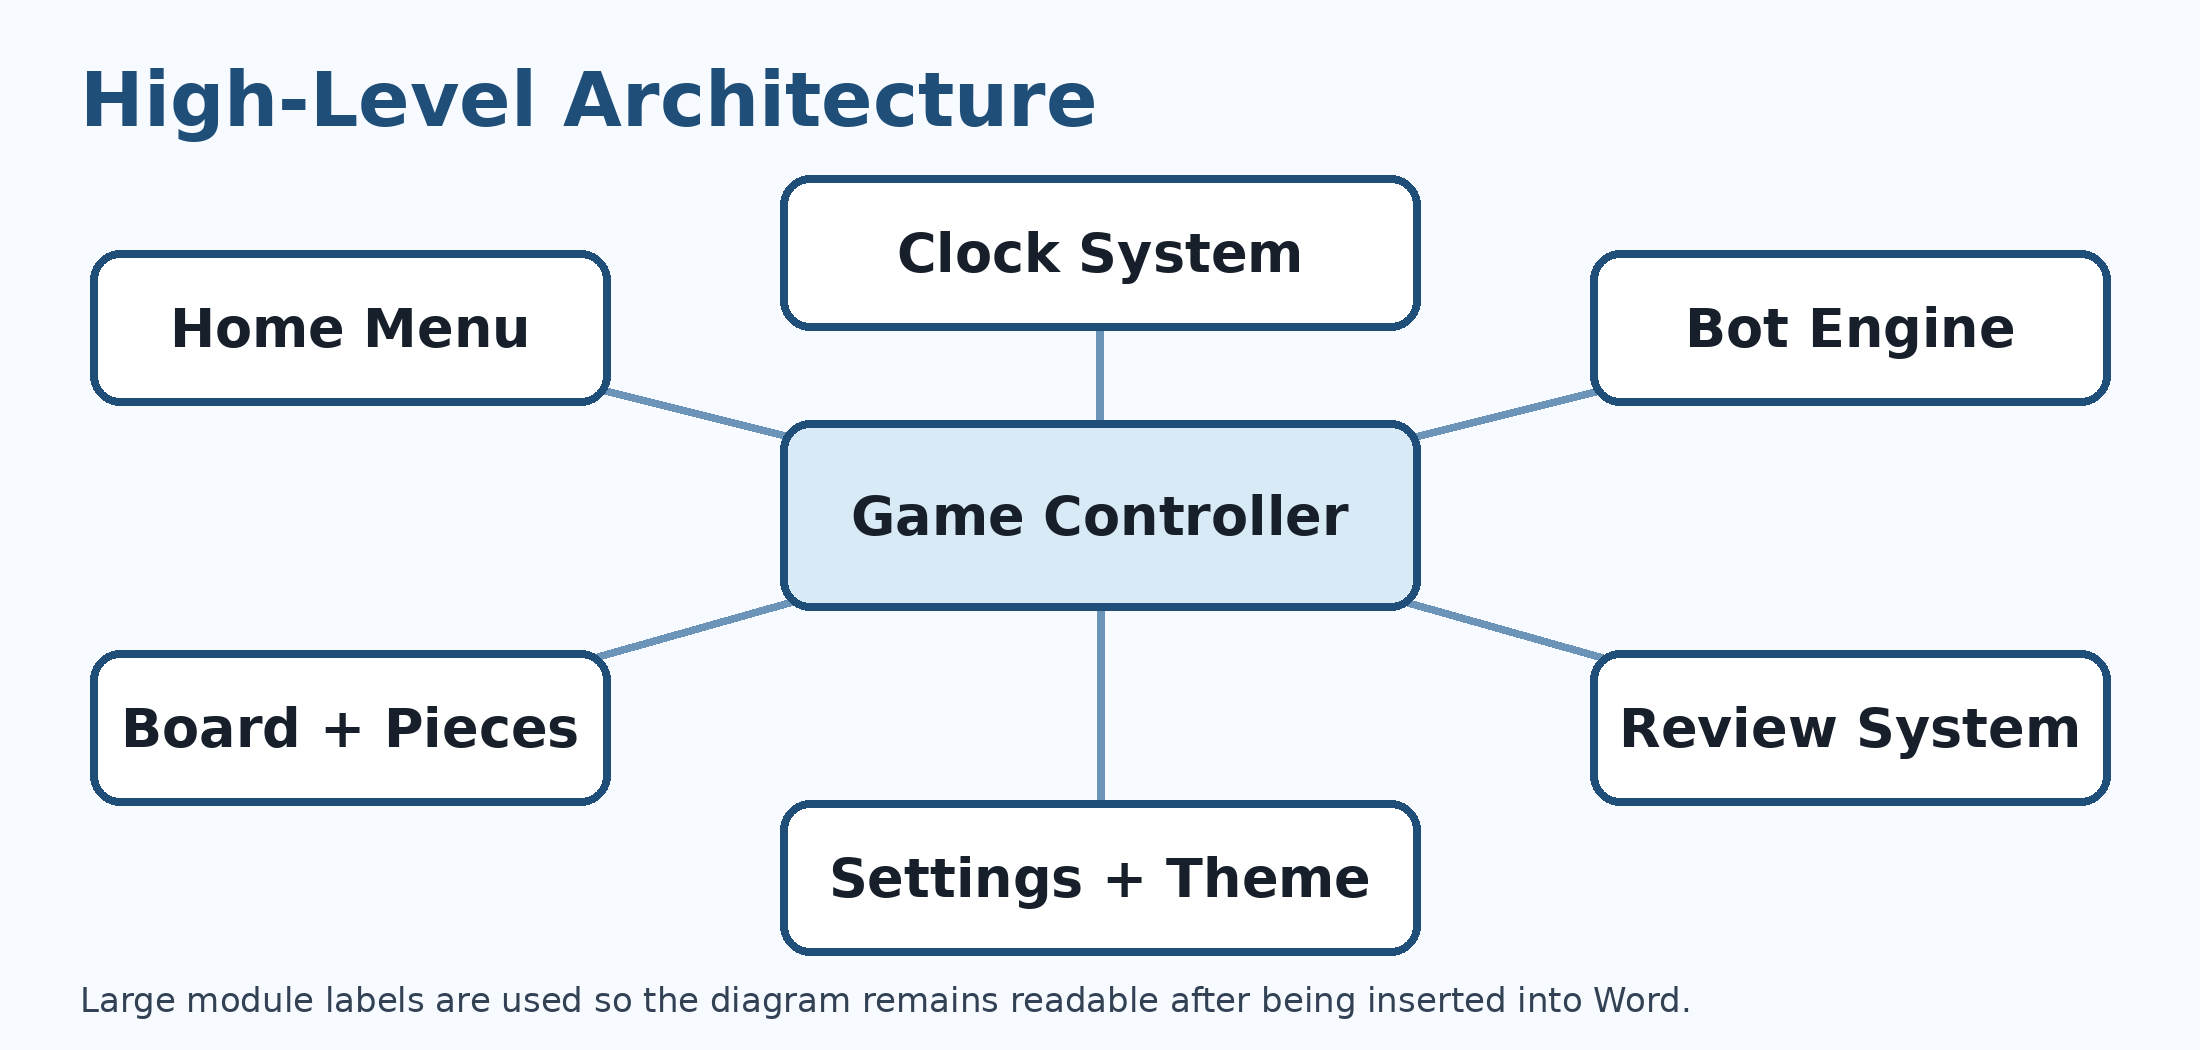 High-Level Architecture
Clock System
Home Menu
Bot Engine
Game Controller
Board + Pieces
Review System
Settings + Theme
Large module labels are used so the diagram remains readable after being inserted into Word.